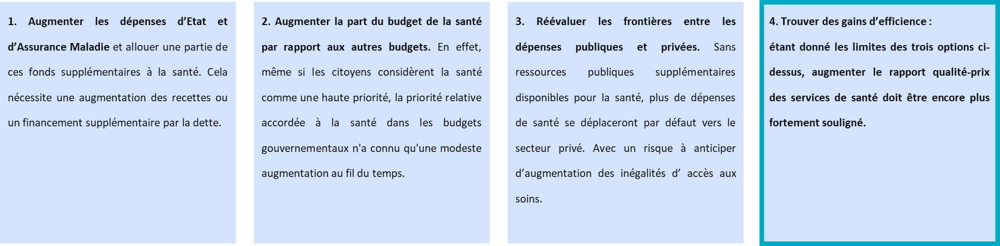 1. Augmenter les dépenses d’Etat et
d’Assurance Maladie et allouer une partie de
ces fonds supplémentaires à la santé. Cela
nécessite une augmentation des recettes ou
un financement supplémentaire par la dette.
2. Augmenter la part du budget de la santé
par rapport aux autres budgets. En effet,
même si les citoyens considèrent la santé
comme une haute priorité, la priorité relative
accordée à la santé dans les budgets
gouvernementaux n'a connu qu'une modeste
augmentation au fil du temps.
3. Réévaluer les frontières entre les
dépenses publiques et privées. Sans
ressources publiques supplémentaires
disponibles pour la santé, plus de dépenses
de santé se déplaceront par défaut vers le
secteur privé. Avec un risque à anticiper
d’augmentation des inégalités d’ accès aux
soins.
4. Trouver des gains d’efficience :
étant donné les limites des trois options ci-
dessus, augmenter le rapport qualité-prix
des services de santé doit être encore plus
fortement souligné.